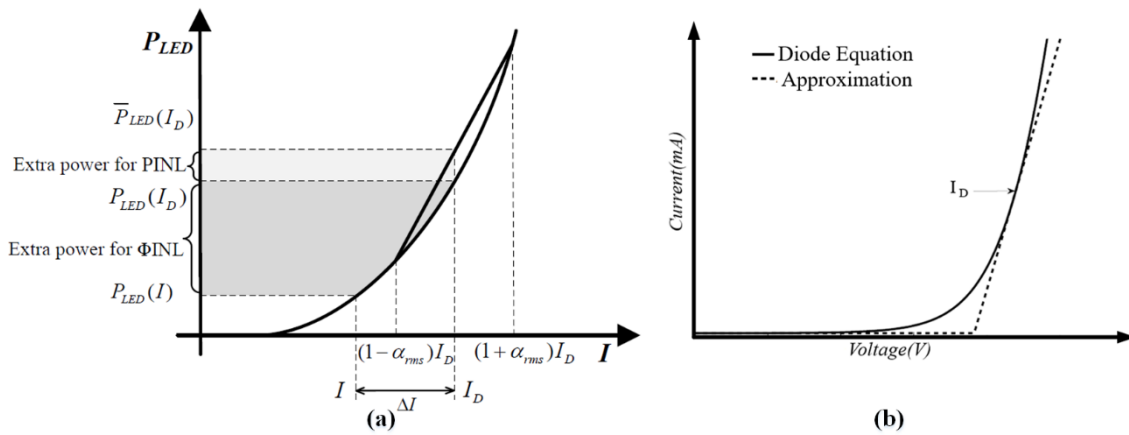 P_LED
P̅_LED(I_D)
Extra power for PINL
P_LED(I_D)
Extra power for ΦINL
P_LED(I)
I
(1-α_rms)I_D
(1+α_rms)I_D
I
ΔI
I_D
(a)
Diode Equation
Approximation
Current(mA)
I_D
Voltage(V)
(b)